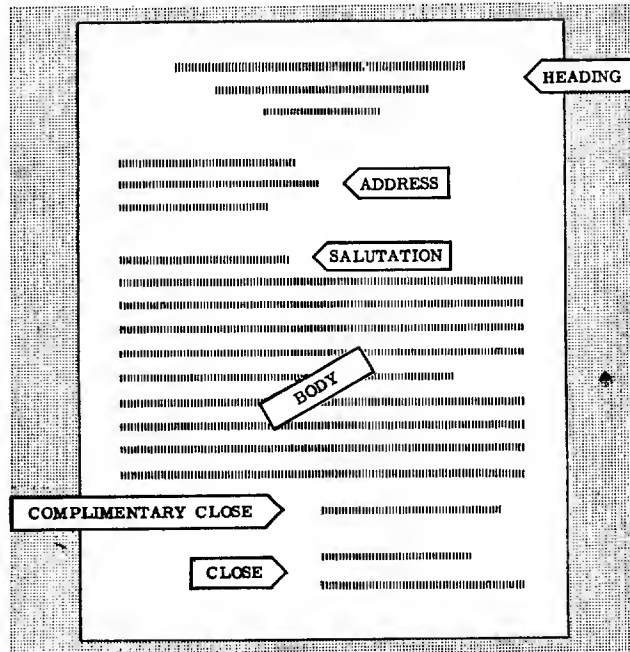 HEADING
ADDRESS
SALUTATION
BODY
COMPLIMENTARY CLOSE
CLOSE